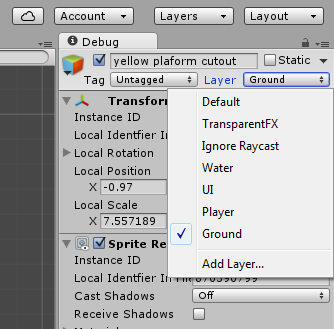 Account Layers Layout
Debug
yellow plaform cutout Static
Tag Untagged Layer Ground
Transform
Instance ID
Local Identfier In
Local Rotation
Local Position
X -0.97
Local Scale
X 7.557189
Sprite Re
Instance ID
Local Identfier In
Cast Shadows Off
Receive Shadows
Default
TransparentFX
Ignore Raycast
Water
UI
Player
Ground
Add Layer...